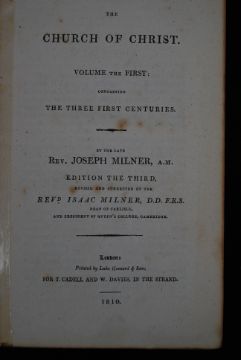 THE
CHURCH OF CHRIST.
VOLUME THE FIRST:
CONTAINING
THE THREE FIRST CENTURIES.
BY THE LATE
REV. JOSEPH MILNER, A.M.
EDITION THE THIRD,
REVISED AND CORRECTED BY THE
REVD. ISAAC MILNER, D.D. F.R.S.
DEAN OF CARLISLE,
AND PRESIDENT OF QUEEN'S COLLEGE, CAMBRIDGE.
London:
Printed by Luke Hansard & Sons,
FOR T. CADELL AND W. DAVIES, IN THE STRAND.
1810.